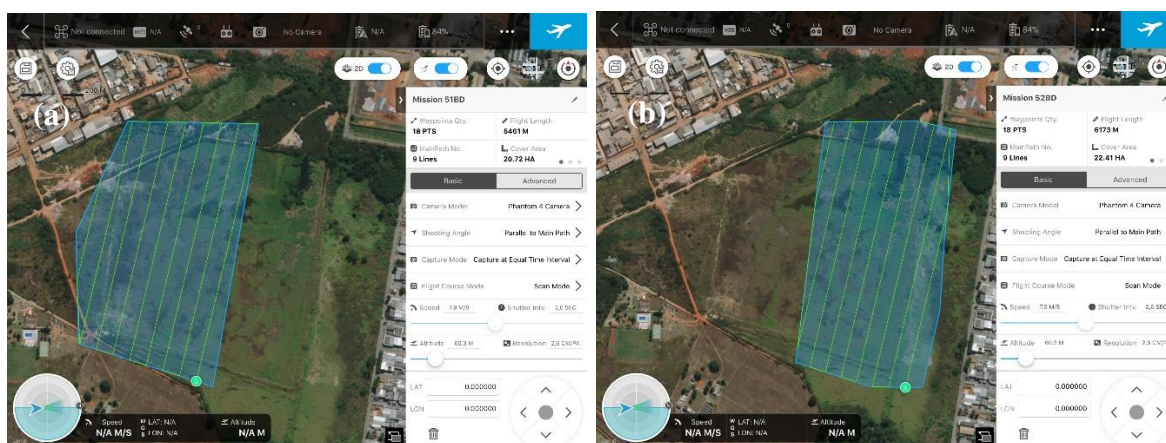 Not connected N/A 0 No Camera N/A 84%
2D
200 M
(a)
Mission 51BD
Waypoints Qty. Flight Length
18 PTS 5461 M
MainPath No. Cover Area
9 Lines 20.72 HA
Basic Advanced
Camera Model Phantom 4 Camera
Shooting Angle Parallel to Main Path
Capture Mode Capture at Equal Time Interval
Flight Course Mode Scan Mode
Speed 7.9 M/S Shutter Intv. 2,0 SEC
Altitude 60.3 M Resolution 2,6 CM/PX
LAT 0.000000
LON 0.000000
Speed WGS LAT: N/A Altitude
N/A M/S LON: N/A N/A M
Not connected N/A 0 No Camera N/A 84%
2D
(b)
Mission 52BD
Waypoints Qty. Flight Length
18 PTS 6173 M
MainPath No. Cover Area
9 Lines 22.41 HA
Basic Advanced
Camera Model Phantom 4 Camera
Shooting Angle Parallel to Main Path
Capture Mode Capture at Equal Time Interval
Flight Course Mode Scan Mode
Speed 7.9 M/S Shutter Intv. 2,0 SEC
Altitude 60.3 M Resolution
LAT 0.000000
LON 0.000000
Speed WGS LAT: N/A Altitude
N/A M/S LON: N/A N/A M